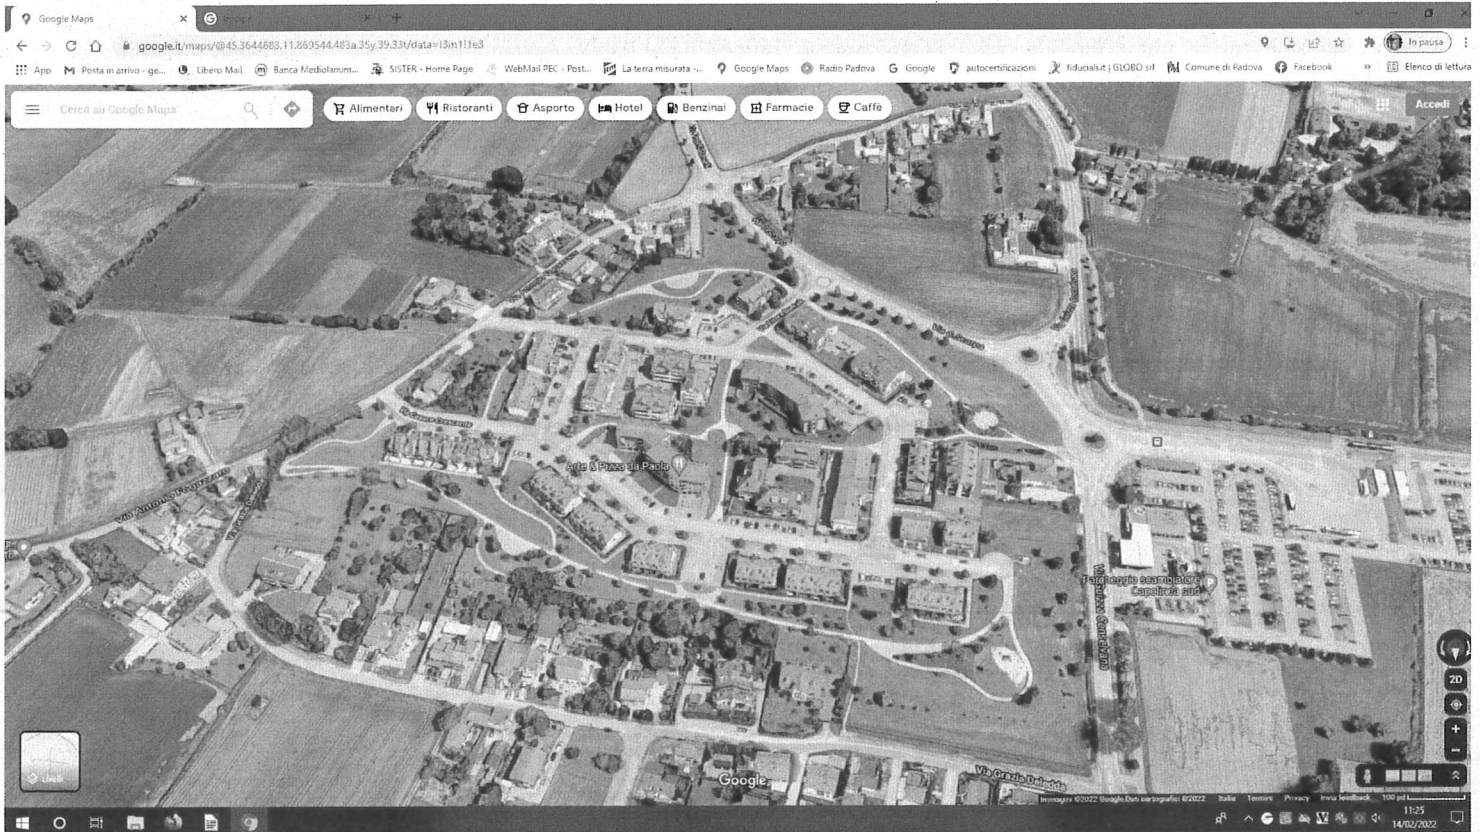 Google Maps
google.it/maps/@45.3644683,11.869544,483a,35y,39.33t/data=!3m1!1e3
In pausa
App
Posta in arrivo - ge...
Libero Mail
Banca Mediolanum...
SISTER - Home Page
WebMail PEC - Post...
La terra misurata -...
Google Maps
Radio Padova
Google
autocertificazioni
fiducialut | GLOBO srl
Comune di Padova
Facebook
»
Elenco di lettura
Cerca su Google Maps
Alimentari
Ristoranti
Asporto
Hotel
Benzinai
Farmacie
Caffè
Accedi
Arte & Pizza da Paola
Via Antonio Fogazzaro
Parcheggio scambiatore
Capolinea sud
P
Via Grazia Deledda
2D
Livelli
Google
Immagini ©2022 Google,Dati cartografici ©2022
Italia
Termini
Privacy
Invia feedback
100 pd
11:25
14/02/2022